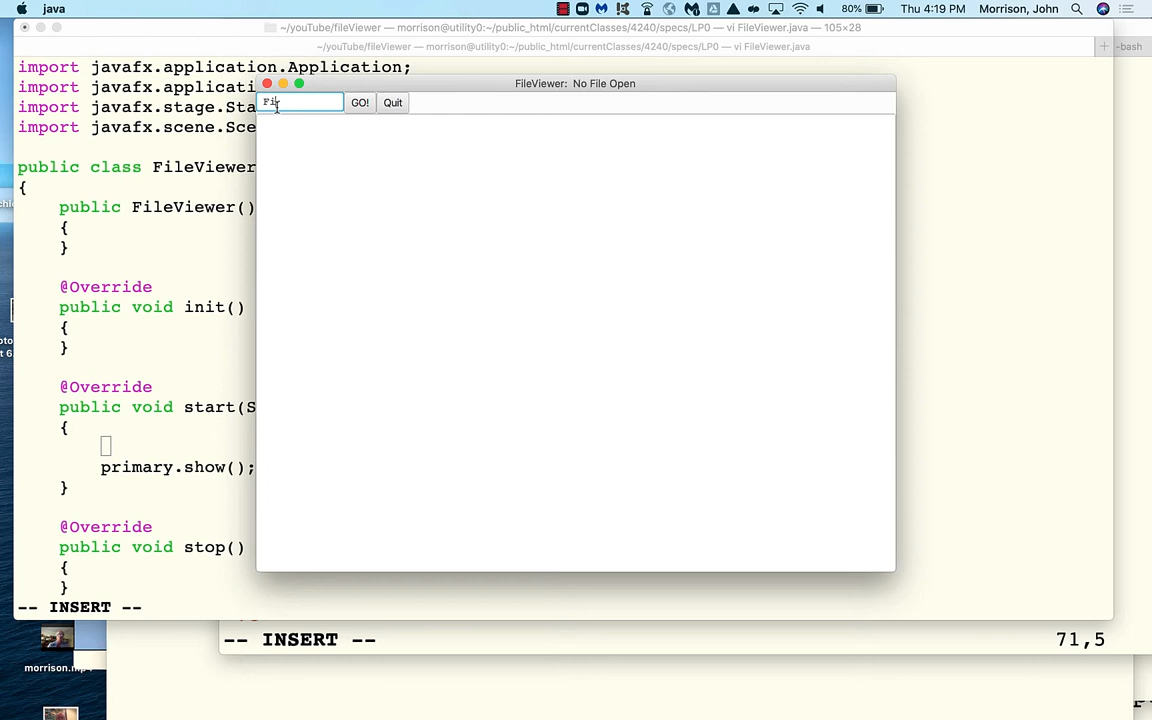 java
80%
Thu 4:19 PM
Morrison, John
~/youTube/fileViewer — morrison@utility0:~/public_html/currentClasses/4240/specs/LP0 — vi FileViewer.java — 105×28
~/youTube/fileViewer — morrison@utility0:~/public_html/currentClasses/4240/specs/LP0 — vi FileViewer.java
+ -bash
import javafx.application.Application;
import javafx.applicati
import javafx.stage.Sta
import javafx.scene.Sce
FileViewer: No File Open
GO!
Quit
public class FileViewer
{
public FileViewer()
{
}
@Override
public void init()
{
}
@Override
public void start(S
{
primary.show();
}
@Override
public void stop()
{
}
-- INSERT --
-- INSERT -- 71,5